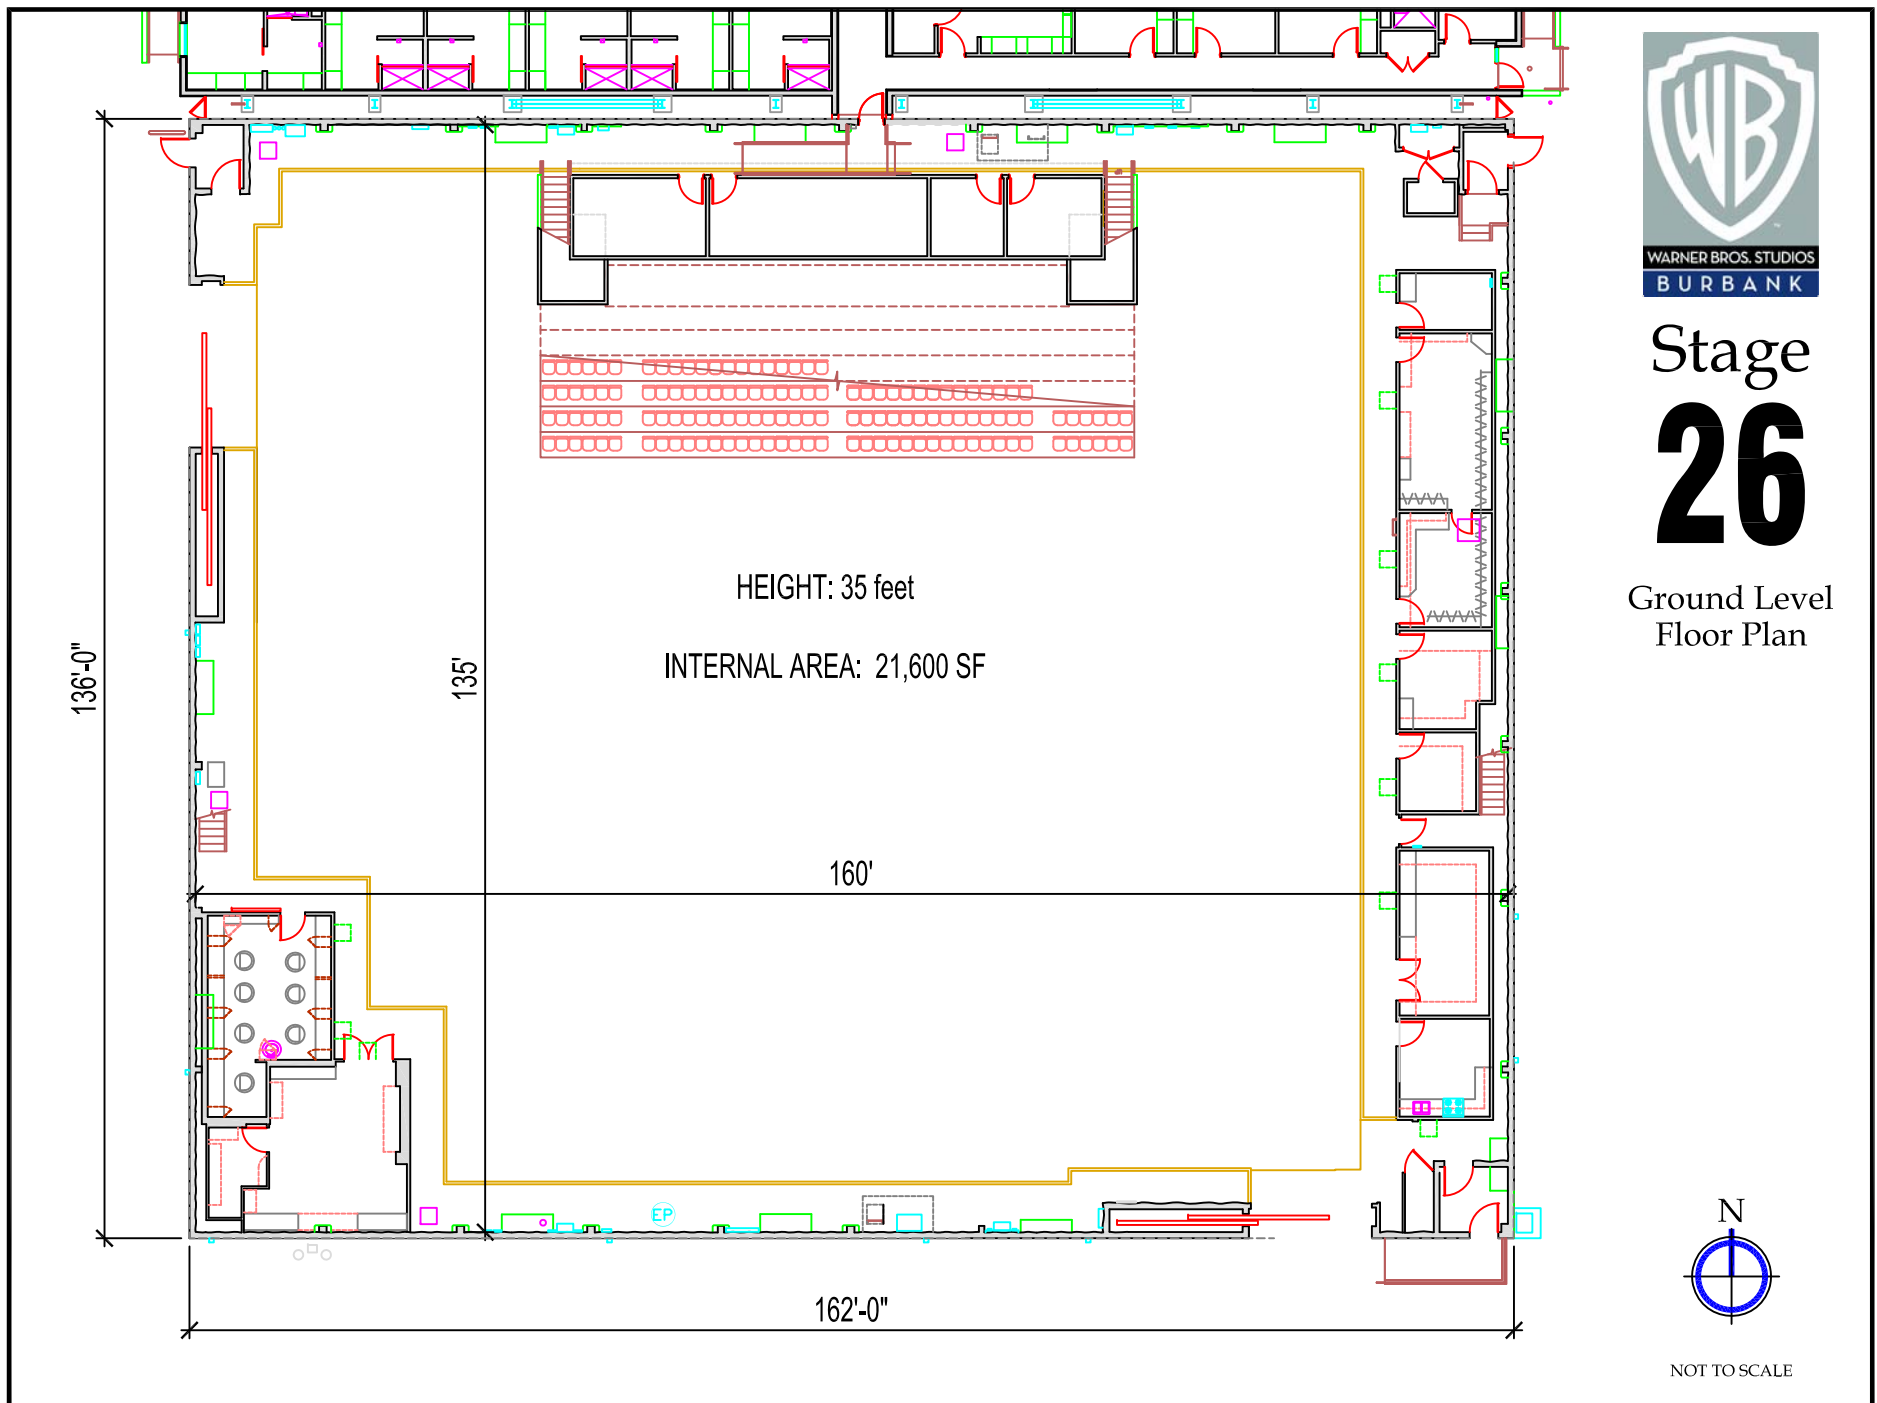 WB
™
WARNER BROS. STUDIOS
BURBANK
Stage
26
Ground Level
Floor Plan
HEIGHT: 35 feet
INTERNAL AREA: 21,600 SF
136'-0"
135'
160'
EP
162'-0"
N
NOT TO SCALE